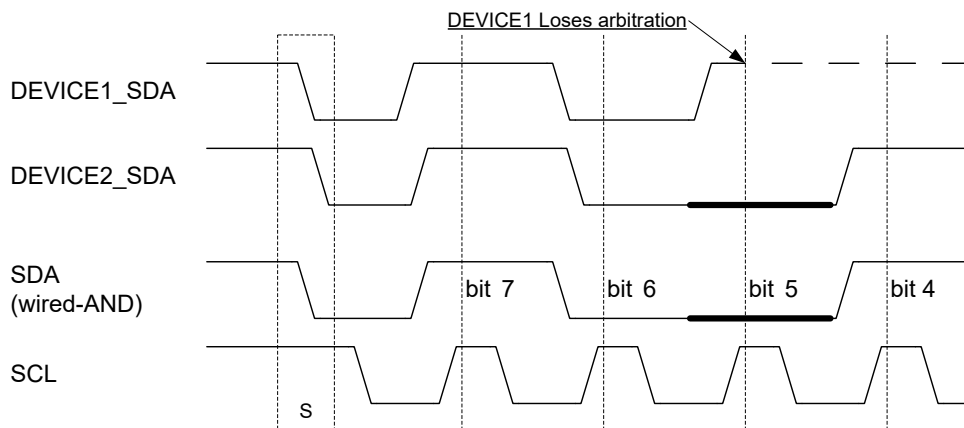 DEVICE1 Loses arbitration
DEVICE1_SDA
DEVICE2_SDA
SDA
(wired-AND)
bit 7
bit 6
bit 5
bit 4
SCL
S